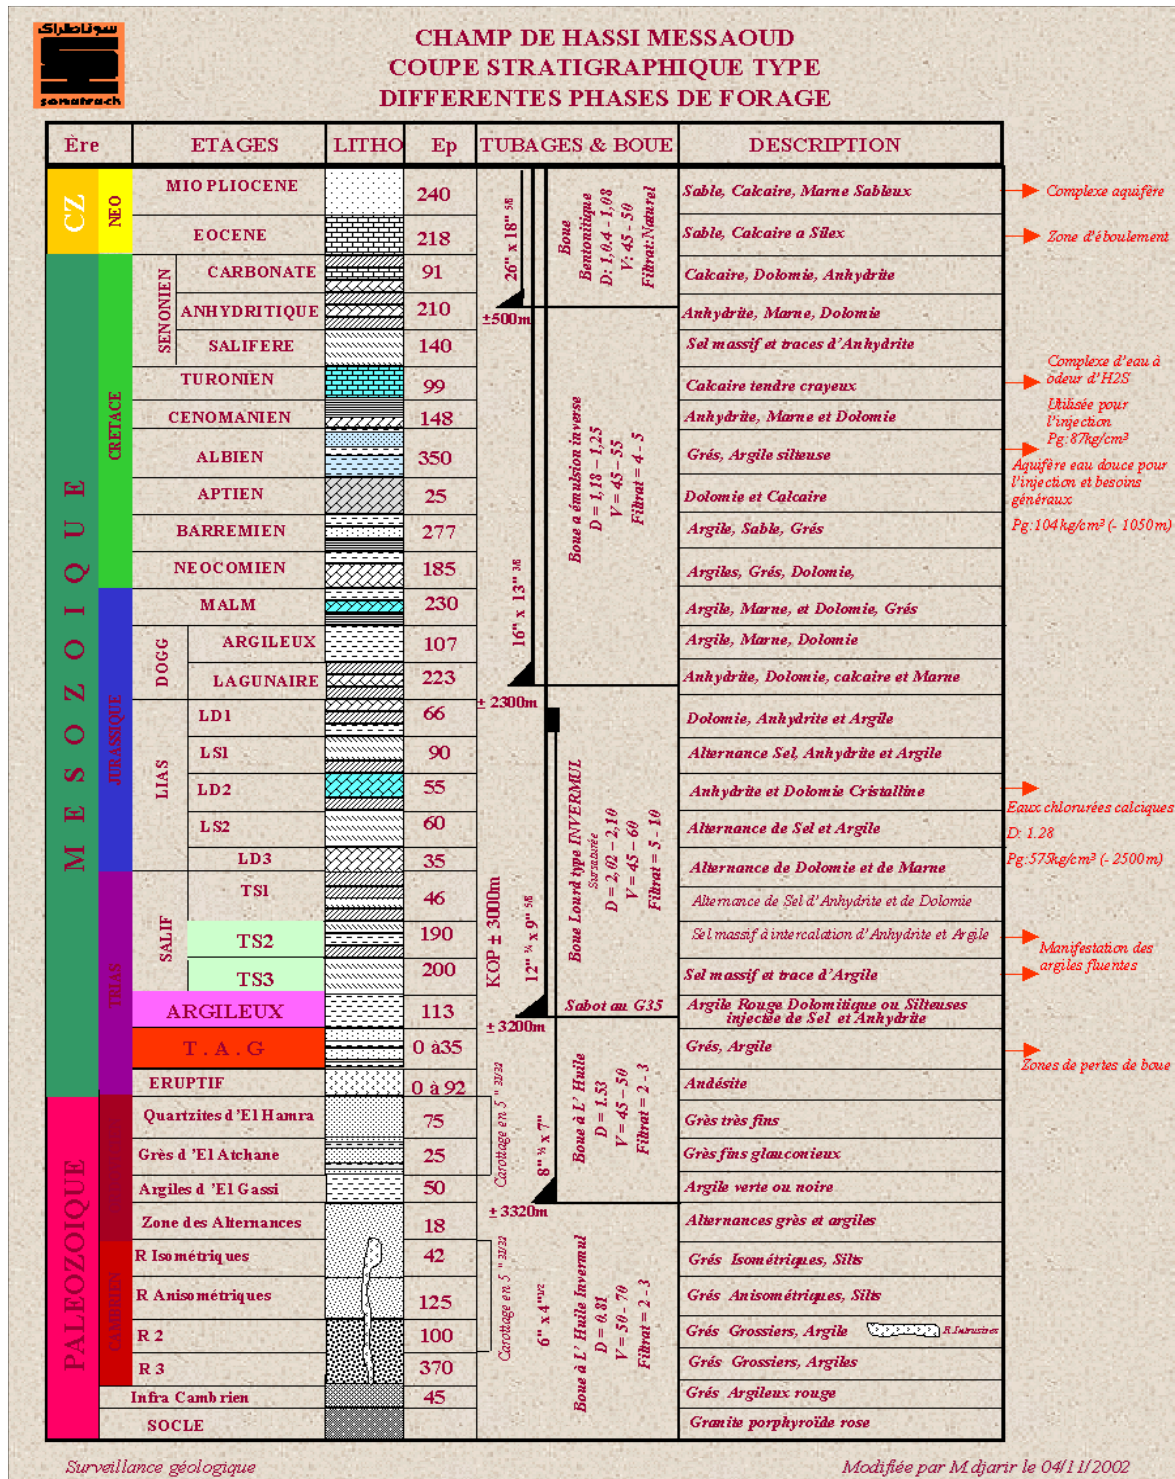 سوناطراك
sonatrach
CHAMP DE HASSI MESSAOUD
COUPE STRATIGRAPHIQUE TYPE
DIFFERENTES PHASES DE FORAGE
Ère ETAGES LITHO Ep TUBAGES & BOUE DESCRIPTION
CZ
NEO
MIO PLIOCENE 240 Sable, Calcaire, Marne Sableux Complexe aquifère
EOCENE 218 Sable, Calcaire a Silex Zone d'éboulement
MESOZOIQUE
CRETACE
SENONIEN
CARBONATE 91 Calcaire, Dolomie, Anhydrite
ANHYDRITIQUE 210 Anhydrite, Marne, Dolomie
SALIFERE 140 Sel massif et traces d'Anhydrite
TURONIEN 99 Calcaire tendre crayeux
CENOMANIEN 148 Anhydrite, Marne et Dolomie
ALBIEN 350 Grés, Argile silteuse
APTIEN 25 Dolomie et Calcaire
BARREMIEN 277 Argile, Sable, Grés
NEOCOMIEN 185 Argiles, Grés, Dolomie,
JURASSIQUE
MALM 230 Argile, Marne, et Dolomie, Grés
DOGG
ARGILEUX 107 Argile, Marne, Dolomie
LAGUNAIRE 223 Anhydrite, Dolomie, calcaire et Marne
LIAS
LD1 66 Dolomie, Anhydrite et Argile
LS1 90 Alternance Sel, Anhydrite et Argile
LD2 55 Anhydrite et Dolomie Cristalline
LS2 60 Alternance de Sel et Argile
LD3 35 Alternance de Dolomie et de Marne
TRIAS
SALIF
TS1 46 Alternance de Sel d'Anhydrite et de Dolomie
TS2 190 Sel massif à intercalation d'Anhydrite et Argile
TS3 200 Sel massif et trace d'Argile
ARGILEUX 113 Argile Rouge Dolomitique ou Silteuses
injectée de Sel et Anhydrite
T . A . G 0 à35 Grés, Argile
ERUPTIF 0 à 92 Andésite
PALEOZOIQUE
Quartzites d'El Hamra 75 Grès très fins
Grès d 'El Atchane 25 Grès fins glauconieux
Argiles d 'El Gassi 50 Argile verte ou noire
Zone des Alternances 18 Alternances grès et argiles
CAMBRIEN
R Isométriques 42 Grés Isométriques, Silts
R Anisométriques 125 Grés Anisométriques, Silts
R 2 100 Grés Grossiers, Argile R.Intrusives
R 3 370 Grés Grossiers, Argiles
Infra Cambrien 45 Grés Argileux rouge
SOCLE Granite porphyroïde rose
26" x 18" 5/8
Boue
Bentonitique
D: 1,04 - 1,08
V: 45 - 50
Filtrat:Naturel
±500m
16" x 13" 3/8
Boue a émulsion inverse
D = 1,18 - 1,25
V = 45 - 55
Filtrat = 4 - 5
± 2300m
KOP ± 3000m
12" ¼ x 9" 5/8
Boue Lourd type INVERMUL
Sursaturée
D = 2,02 - 2,10
V = 45 - 60
Filtrat = 5 - 10
Sabot au G35
± 3200m
Carottage en 5 "
8" ½ x 7"
Boue à L' Huile
D = 1.53
V = 45 - 50
Filtrat = 2 - 3
± 3320m
Carottage en 5 "
6" x 4"1/2
Boue à L' Huile Invermul
D = 0.81
V = 50 - 70
Filtrat = 2 - 3
Complexe d'eau à
odeur d'H2S
Utilisée pour
l'injection
Pg:87kg/cm³
Aquifère eau douce pour
l'injection et besoins
généraux
Pg:104 kg/cm³ (- 1050m)
Eaux chlorurées calciques
D: 1.28
Pg:575kg/cm³ (- 2500m)
Manifestation des
argiles fluentes
Zones de pertes de boue
Surveillance géologique
Modifiée par M.djarir le 04/11/2002